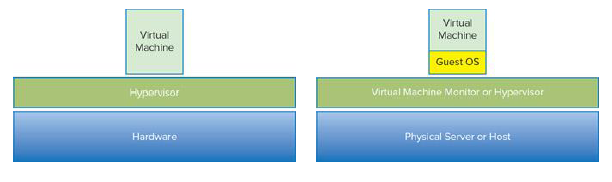 Virtual
Machine
Hypervisor
Hardware
Virtual
Machine
Guest OS
Virtual Machine Monitor or Hypervisor
Physical Server or Host